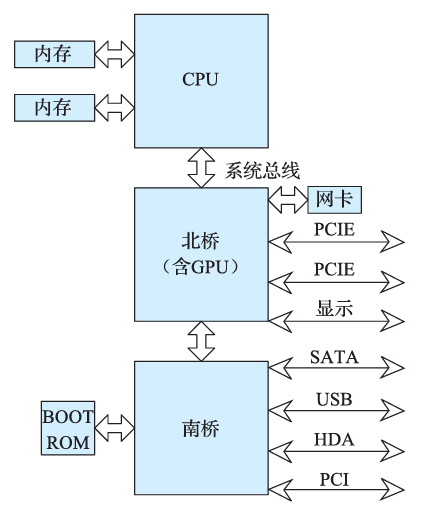 内存
CPU
内存
系统总线
网卡
北桥
（含GPU）
PCIE
PCIE
显示
SATA
BOOT
ROM
南桥
USB
HDA
PCI